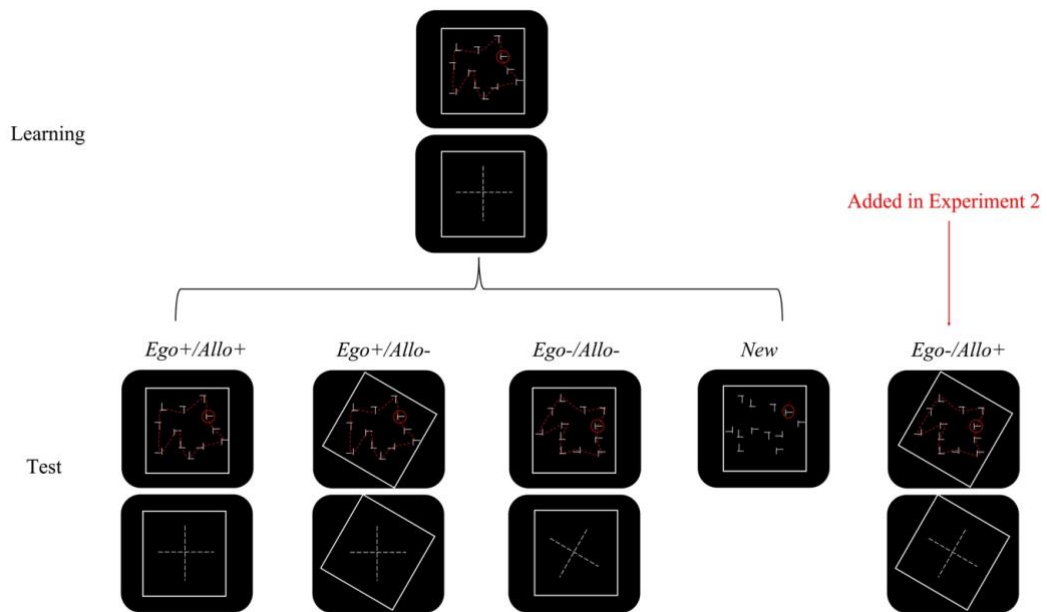 Learning
Added in Experiment 2
Ego+/Allo+
Ego+/Allo-
Ego-/Allo-
New
Ego-/Allo+
Test